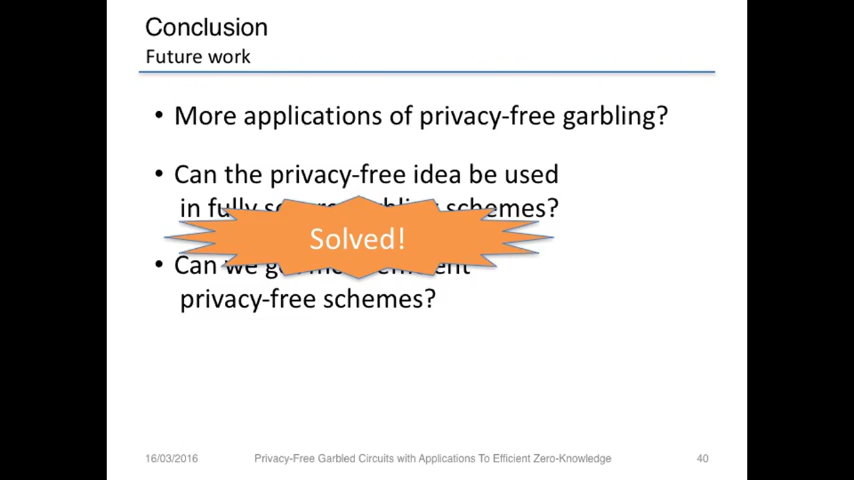 Conclusion
Future work
• More applications of privacy-free garbling?
• Can the privacy-free idea be used
in schemes?
Solved!
• Can we
privacy-free schemes?
16/03/2016 Privacy-Free Garbled Circuits with Applications To Efficient Zero-Knowledge 40